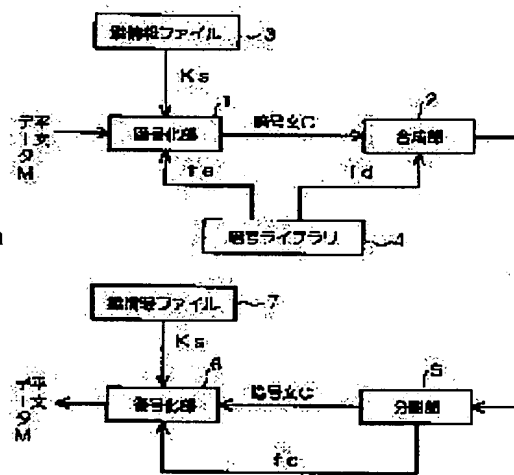 鍵情報ファイル 3
Ks
1
2
平文データM
暗号化部
暗号文C
合成部
fe
fd
暗号ライブラリ 4
鍵情報ファイル 7
Ks
6
5
平文データM
復号化部
暗号文C
分割部